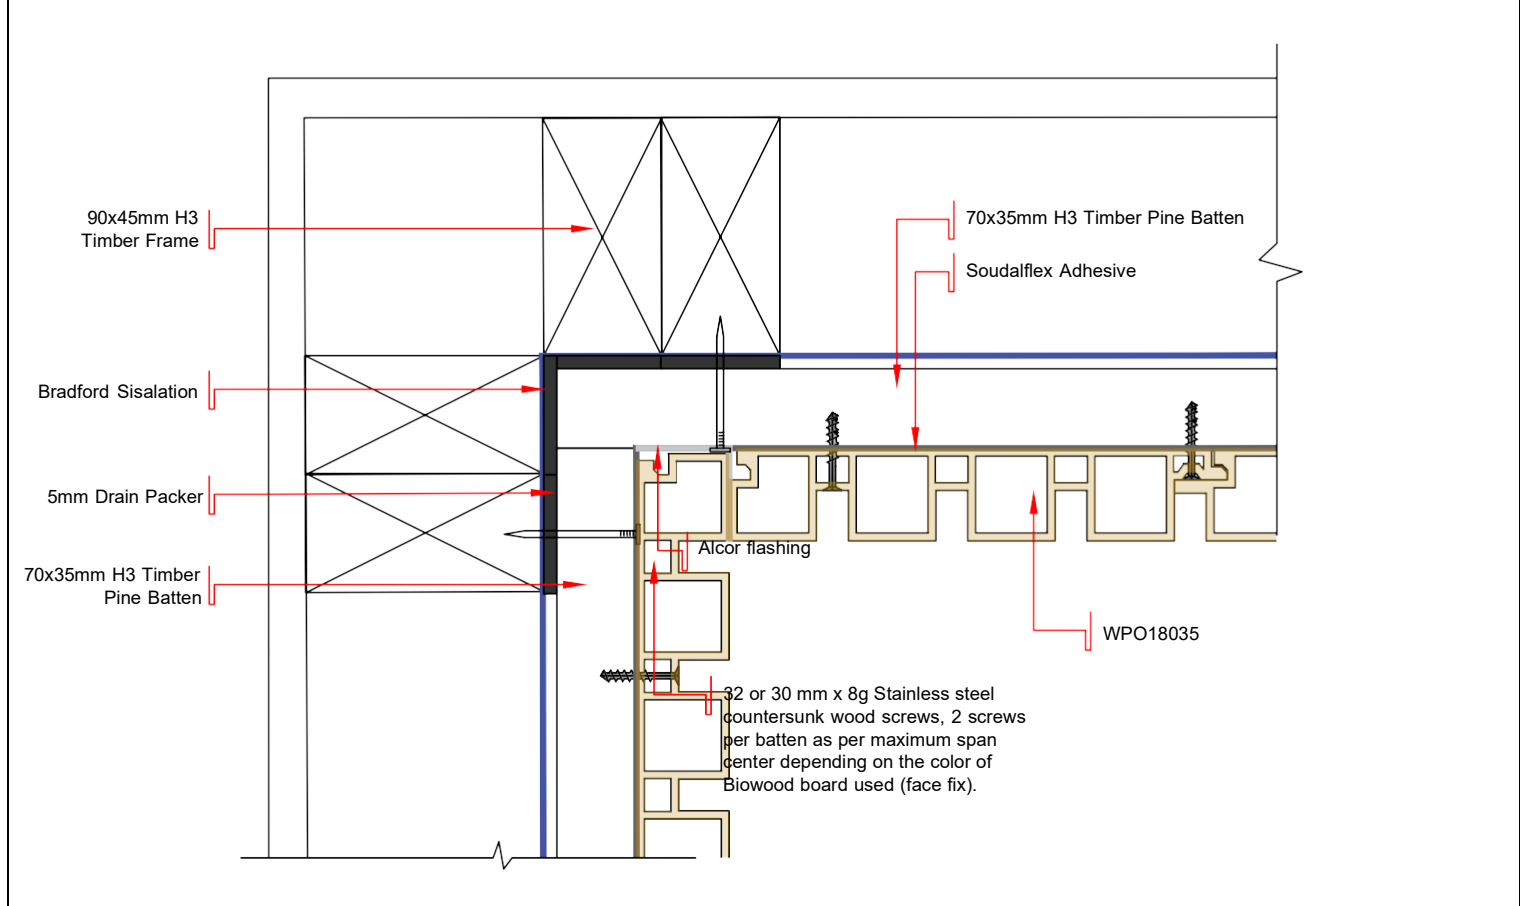 90x45mm H3
Timber Frame
70x35mm H3 Timber Pine Batten
Soudalflex Adhesive
Bradford Sisalation
5mm Drain Packer
70x35mm H3 Timber
Pine Batten
Alcor flashing
WPO18035
32 or 30 mm x 8g Stainless steel
countersunk wood screws, 2 screws
per batten as per maximum span
center depending on the color of
Biowood board used (face fix).